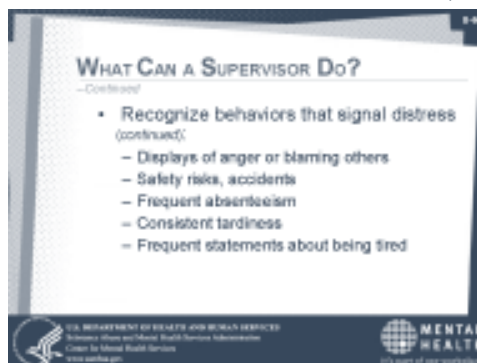 WHAT CAN A SUPERVISOR DO?
–Continued
• Recognize behaviors that signal distress
(continued):
– Displays of anger or blaming others
– Safety risks, accidents
– Frequent absenteeism
– Consistent tardiness
– Frequent statements about being tired
U.S. DEPARTMENT OF HEALTH AND HUMAN SERVICES
Substance Abuse and Mental Health Services Administration
Center for Mental Health Services
www.samhsa.gov
MENTAL
HEALTH